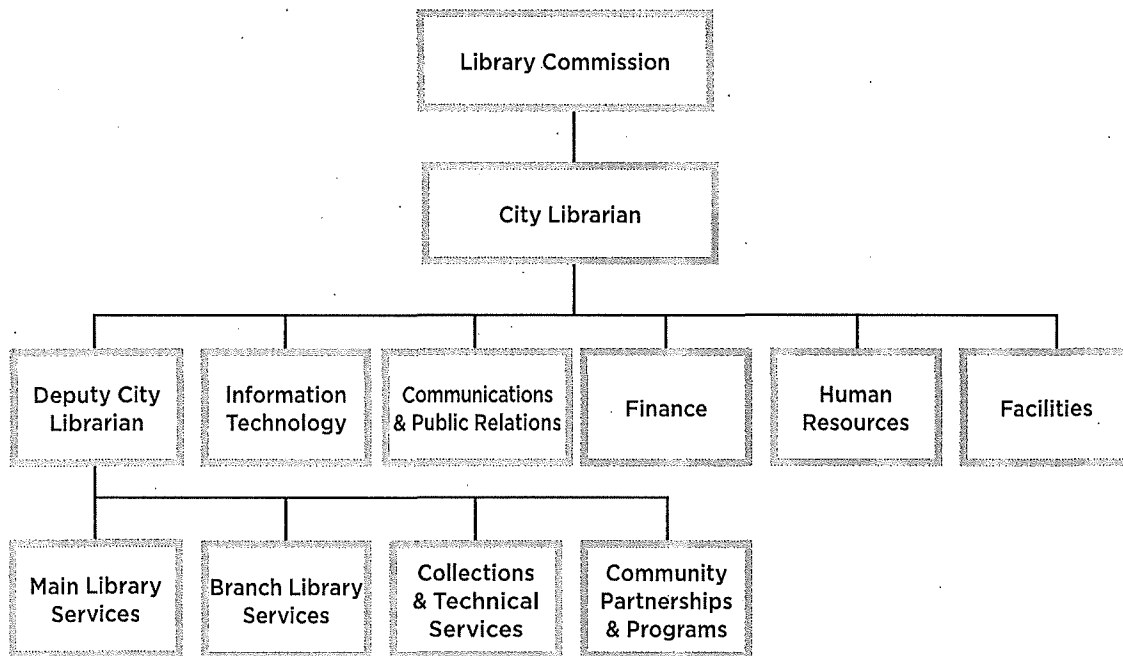 Library Commission
City Librarian
Deputy City
Librarian
Information
Technology
Communications
& Public Relations
Finance
Human
Resources
Facilities
Main Library
Services
Branch Library
Services
Collections
& Technical
Services
Community
Partnerships
& Programs